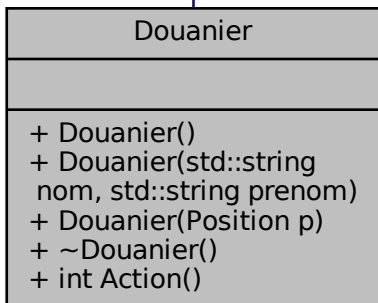 Douanier
+ Douanier()
+ Douanier(std::string
nom, std::string prenom)
+ Douanier(Position p)
+ ~Douanier()
+ int Action()